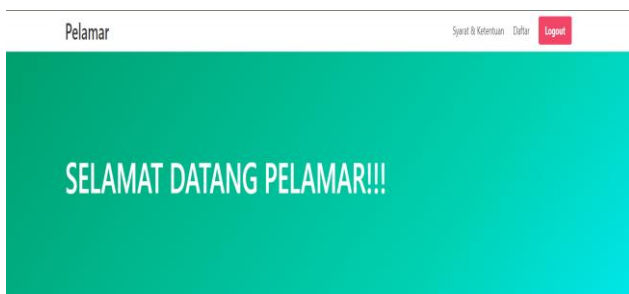 Pelamar
Syarat & Ketentuan Daftar Logout
SELAMAT DATANG PELAMAR!!!